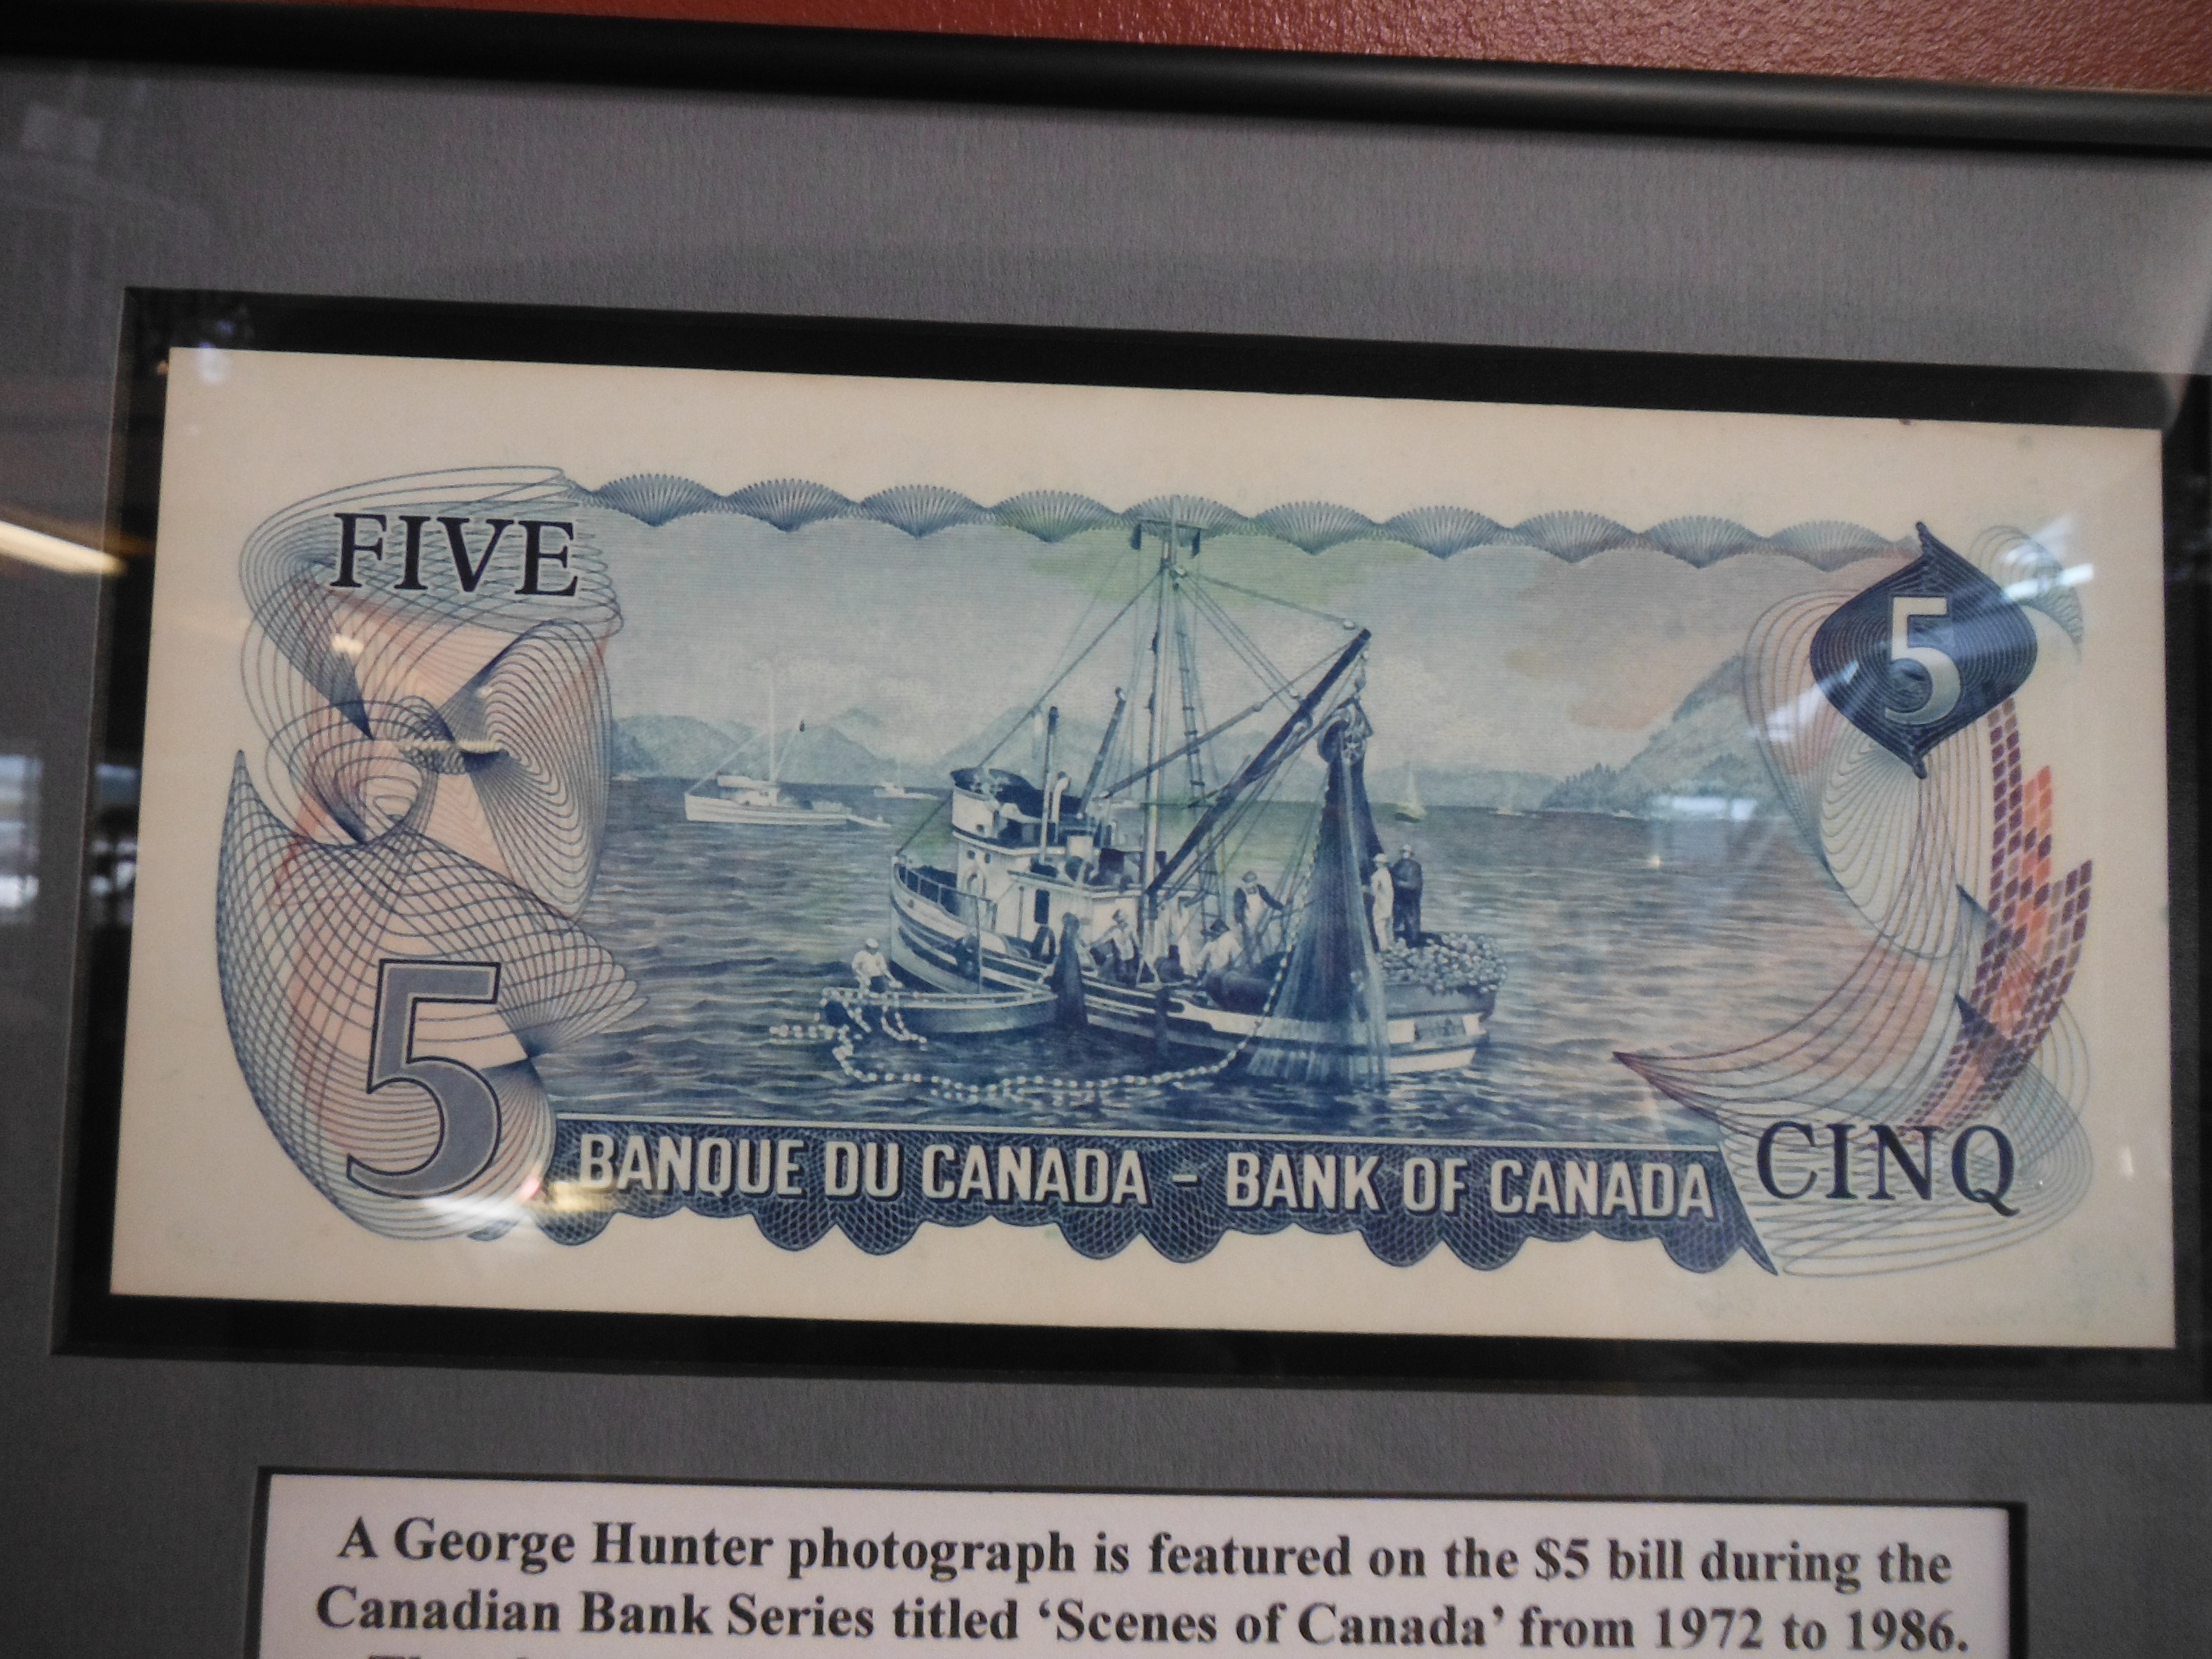 FIVE
5
5
BANQUE DU CANADA - BANK OF CANADA
CINQ
A George Hunter photograph is featured on the $5 bill during the
Canadian Bank Series titled ‘Scenes of Canada’ from 1972 to 1986.